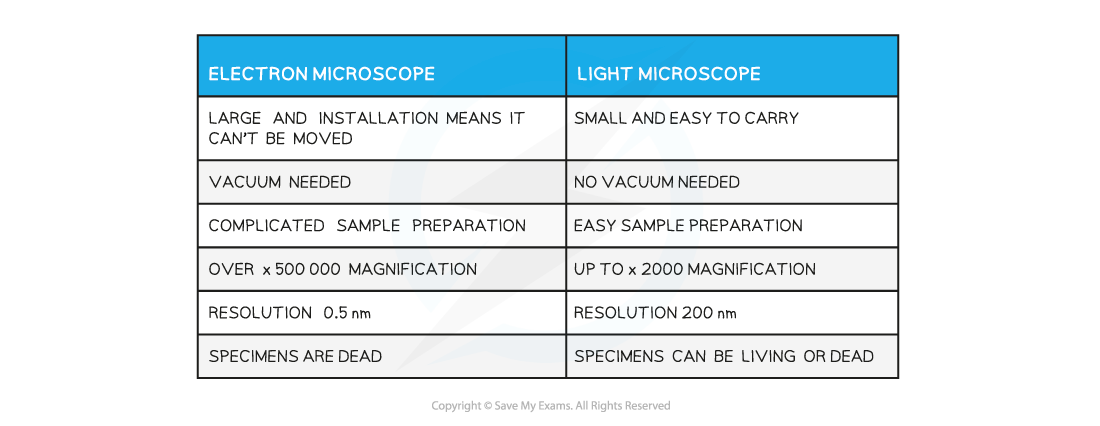 ELECTRON MICROSCOPE
LIGHT MICROSCOPE
LARGE AND INSTALLATION MEANS IT
CAN'T BE MOVED
SMALL AND EASY TO CARRY
VACUUM NEEDED
NO VACUUM NEEDED
COMPLICATED SAMPLE PREPARATION
EASY SAMPLE PREPARATION
OVER x 500 000 MAGNIFICATION
UP TO x 2000 MAGNIFICATION
RESOLUTION 0.5 nm
RESOLUTION 200 nm
SPECIMENS ARE DEAD
SPECIMENS CAN BE LIVING OR DEAD
Copyright © Save My Exams. All Rights Reserved